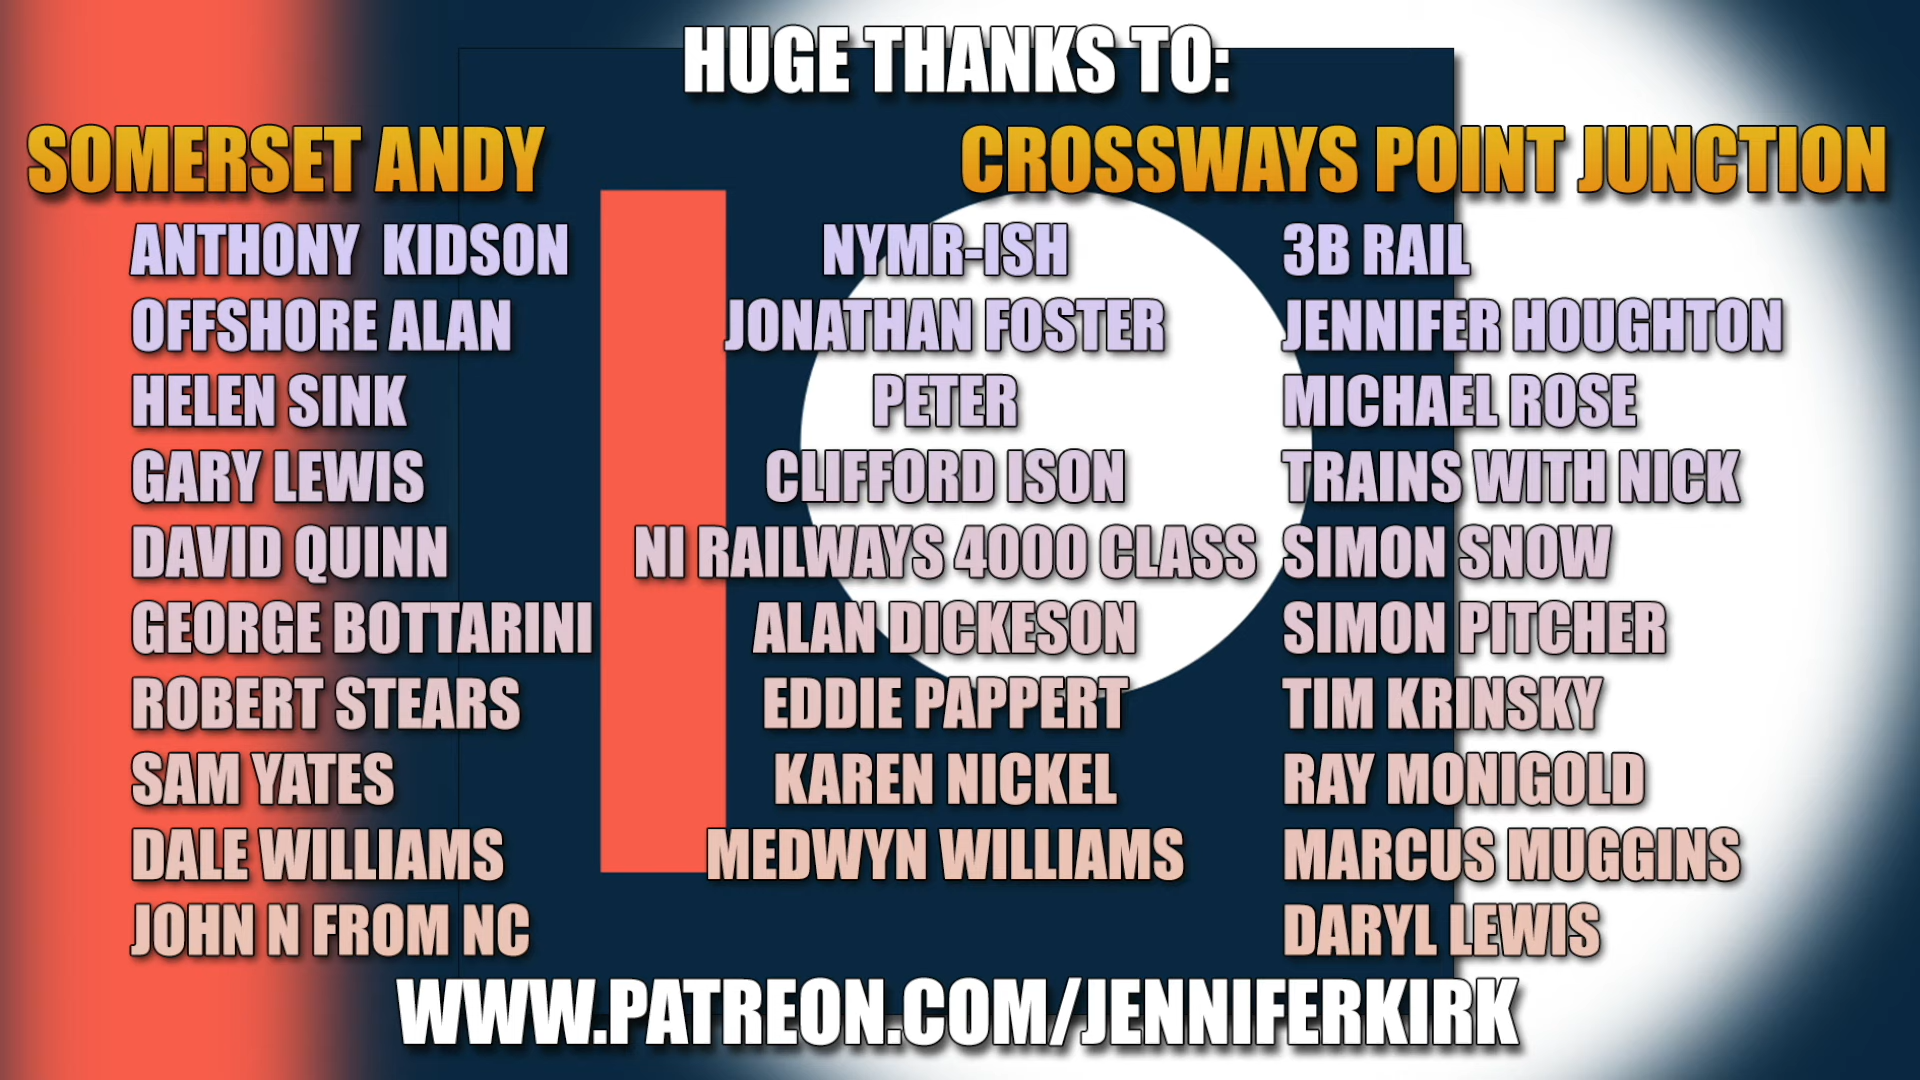 HUGE THANKS TO:
SOMERSET ANDY
CROSSWAYS POINT JUNCTION
ANTHONY KIDSON
OFFSHORE ALAN
HELEN SINK
GARY LEWIS
DAVID QUINN
GEORGE BOTTARINI
ROBERT STEARS
SAM YATES
DALE WILLIAMS
JOHN N FROM NC
NYMR-ISH
JONATHAN FOSTER
PETER
CLIFFORD ISON
NI RAILWAYS 4000 CLASS
ALAN DICKESON
EDDIE PAPPERT
KAREN NICKEL
MEDWYN WILLIAMS
3B RAIL
JENNIFER HOUGHTON
MICHAEL ROSE
TRAINS WITH NICK
SIMON SNOW
SIMON PITCHER
TIM KRINSKY
RAY MONIGOLD
MARCUS MUGGINS
DARYL LEWIS
WWW.PATREON.COM/JENNIFERKIRK